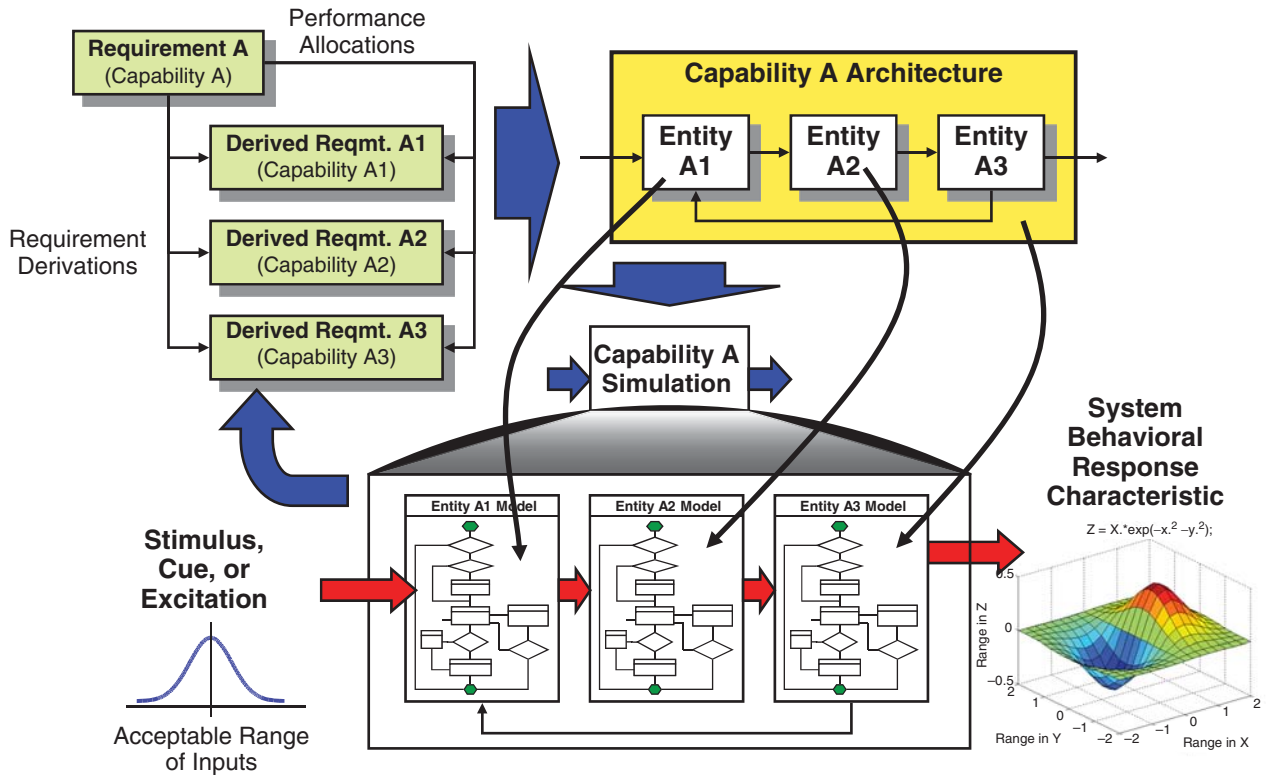 Performance
Allocations
Requirement A
(Capability A)
Derived Reqmt. A1
(Capability A1)
Derived Reqmt. A2
(Capability A2)
Derived Reqmt. A3
(Capability A3)
Requirement
Derivations
Capability A Architecture
Entity
A1
Entity
A2
Entity
A3
Capability A
Simulation
Entity A1 Model
Entity A2 Model
Entity A3 Model
Stimulus,
Cue, or
Excitation
Acceptable Range
of Inputs
System
Behavioral
Response
Characteristic
Z = X.*exp(–x.² –y.²);
Range in Z
0.5
0
–0.5
2
1
0
–1
–2
Range in Y
–2
–1
0
1
2
Range in X